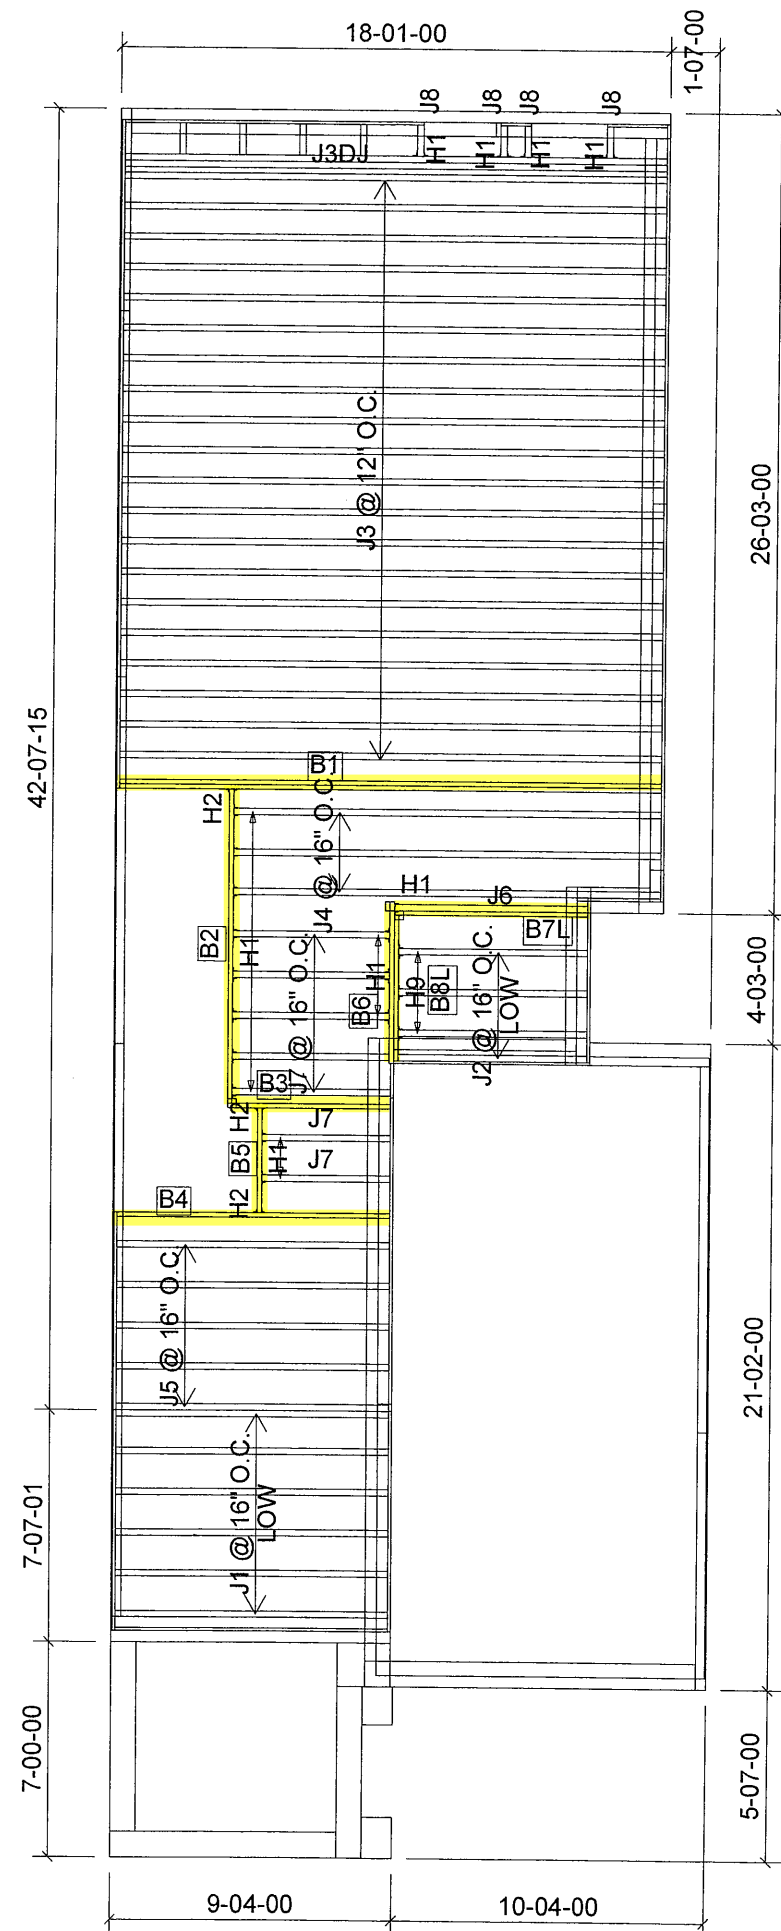 18-01-00
1-07-00
J8
J8
J8
J8
H1
H1
H1
H1
J3DJ
J3 @ 12" O.C.
26-03-00
42-07-15
B1
H2
J4 @ 16" O.C.
H1
J6
B7L
B2
H1
J7 @ 16" O.C.
H1
B6
H9
B8L
J2 @ 16" O.C.
LOW
4-03-00
B3
H2
J7
B5
H1
J7
H2
B4
J5 @ 16" O.C.
J1 @ 16" O.C.
LOW
7-07-01
21-02-00
7-00-00
5-07-00
9-04-00
10-04-00